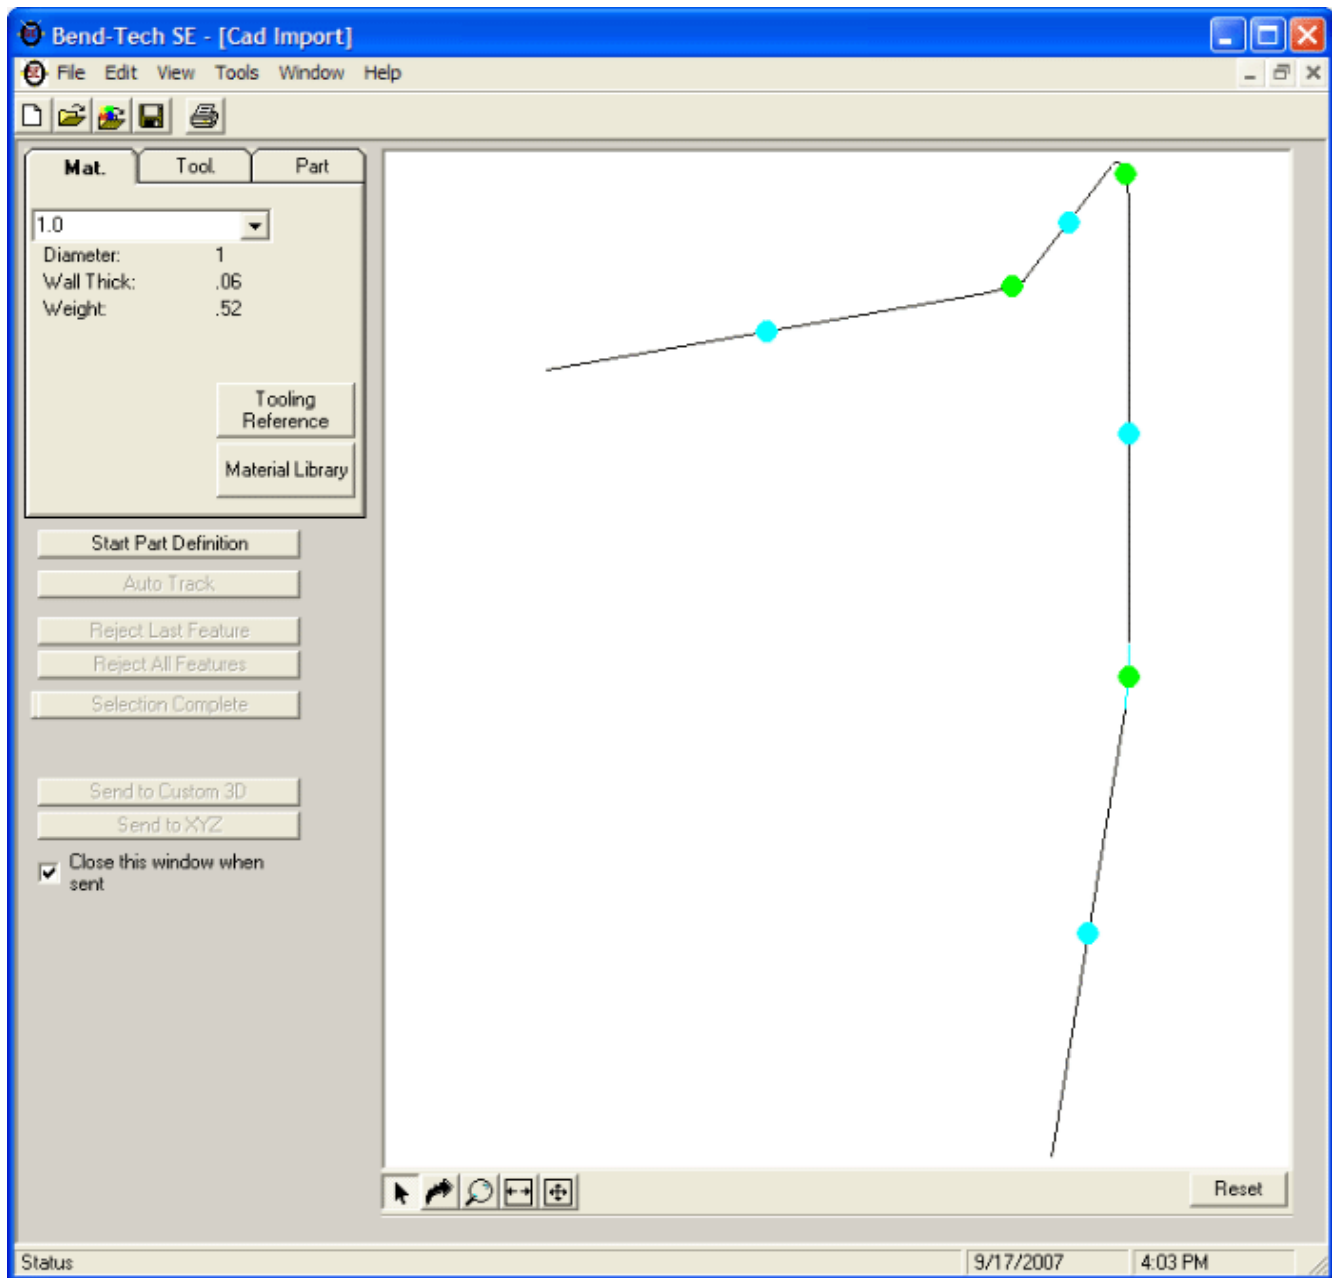 Bend-Tech SE - [Cad Import]
File Edit View Tools Window Help
Mat. Tool. Part
1.0
Diameter: 1
Wall Thick: .06
Weight: .52
Tooling
Reference
Material Library
Start Part Definition
Auto Track
Reject Last Feature
Reject All Features
Selection Complete
Send to Custom 3D
Send to XYZ
Close this window when
sent
Reset
Status 9/17/2007 4:03 PM